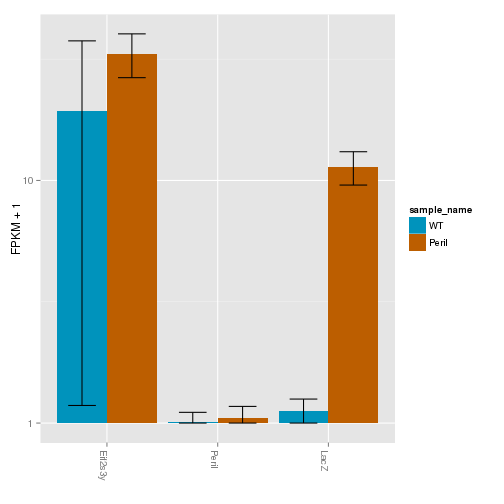 FPKM + 1
10
1
Eif2s3y
Peril
LacZ
sample_name
WT
Peril